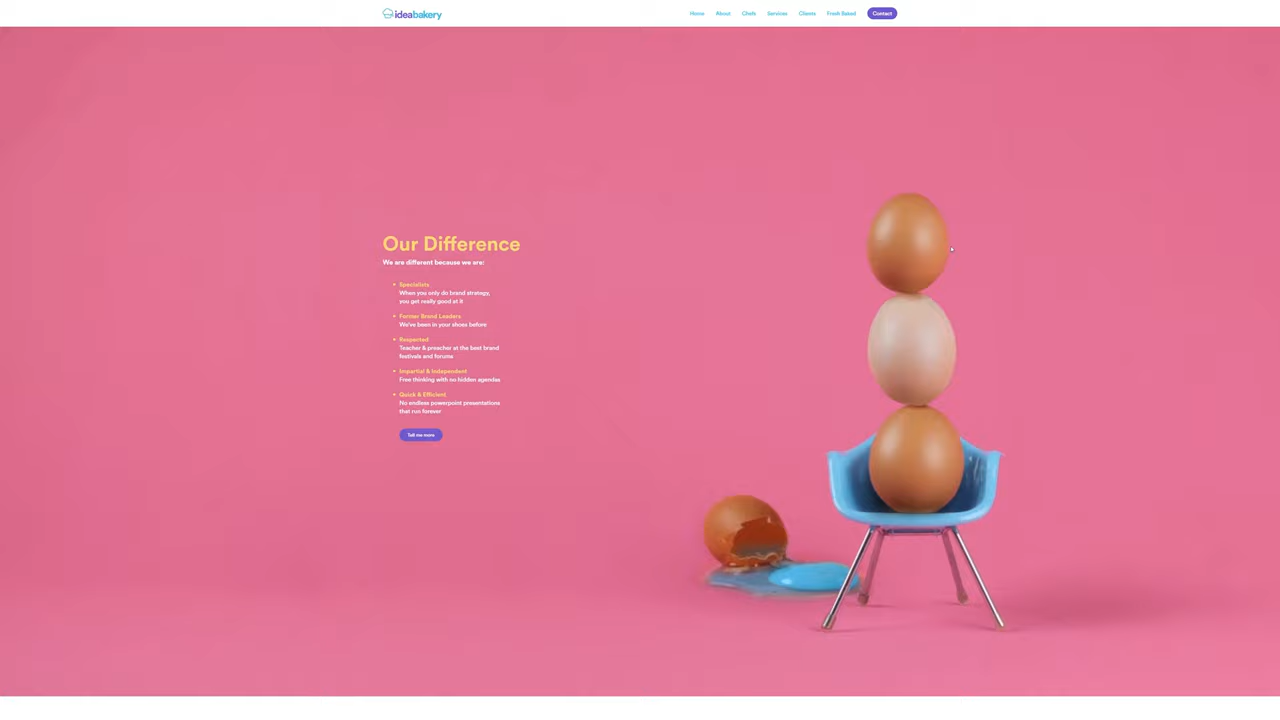 ideabakery
Home About Chefs Services Clients Fresh Baked Contact
Our Difference
We are different because we are:
Specialists
When you only do brand strategy,
you get really good at it
Former Brand Leaders
We've been in your shoes before
Respected
Teacher & preacher at the best brand
festivals and forums
Impartial & Independent
Free thinking with no hidden agendas
Quick & Efficient
No endless powerpoint presentations
that run forever
Tell me more